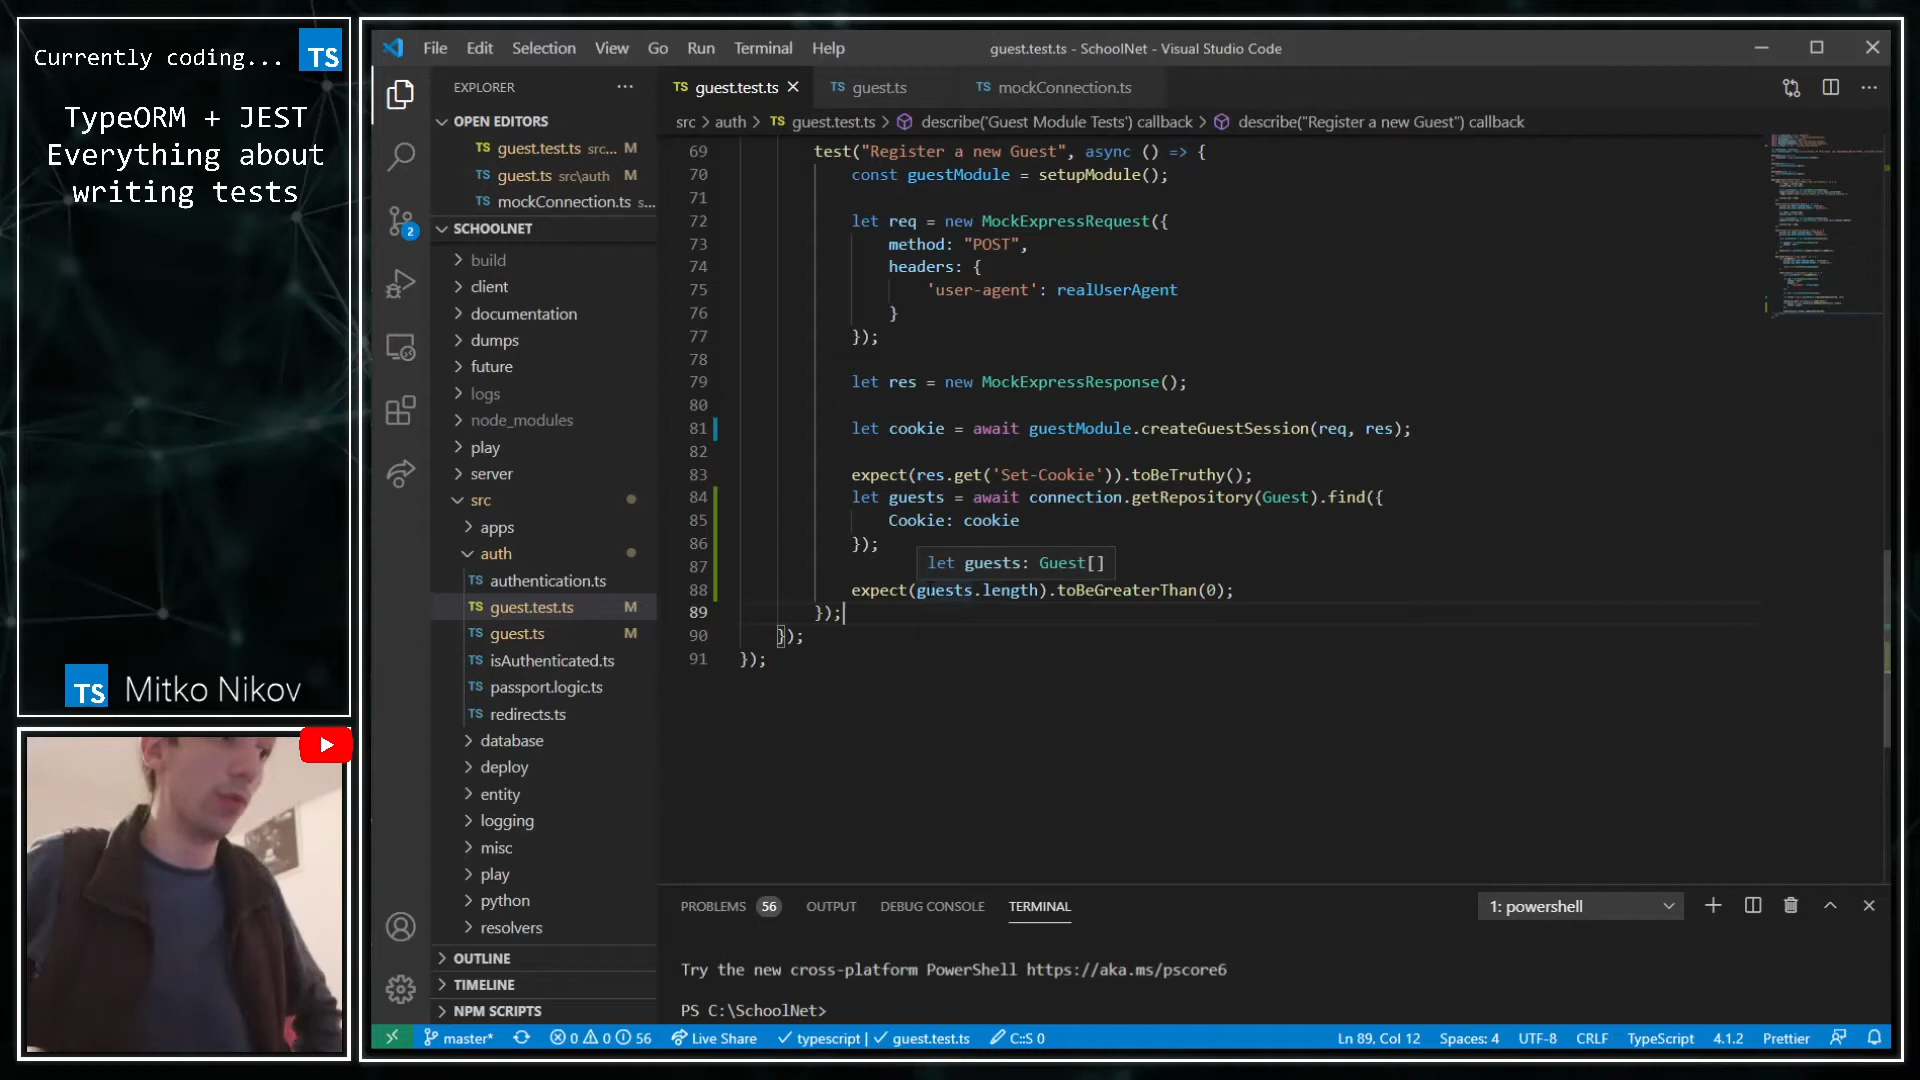 Currently coding... TS
TypeORM + JEST
Everything about
writing tests
TS Mitko Nikov
File Edit Selection View Go Run Terminal Help
guest.test.ts - SchoolNet - Visual Studio Code
EXPLORER
OPEN EDITORS
TS guest.test.ts src... M
TS guest.ts src\auth M
TS mockConnection.ts s...
SCHOOLNET
build
client
documentation
dumps
future
logs
node_modules
play
server
src
apps
auth
TS authentication.ts
TS guest.test.ts M
TS guest.ts M
TS isAuthenticated.ts
TS passport.logic.ts
TS redirects.ts
database
deploy
entity
logging
misc
play
python
resolvers
OUTLINE
TIMELINE
NPM SCRIPTS
2
TS guest.test.ts
TS guest.ts
TS mockConnection.ts
src > auth > TS guest.test.ts > describe('Guest Module Tests') callback > describe("Register a new Guest") callback
69 test("Register a new Guest", async () => {
70 const guestModule = setupModule();
71
72 let req = new MockExpressRequest({
73 method: "POST",
74 headers: {
75 'user-agent': realUserAgent
76 }
77 });
78
79 let res = new MockExpressResponse();
80
81 let cookie = await guestModule.createGuestSession(req, res);
82
83 expect(res.get('Set-Cookie')).toBeTruthy();
84 let guests = await connection.getRepository(Guest).find({
85 Cookie: cookie
86 });
87 let guests: Guest[]
88 expect(guests.length).toBeGreaterThan(0);
89 });
90 });
91 });
PROBLEMS 56 OUTPUT DEBUG CONSOLE TERMINAL
1: powershell
Try the new cross-platform PowerShell https://aka.ms/pscore6
PS C:\SchoolNet>
master* 0 0 56 Live Share typescript | guest.test.ts C::S 0
Ln 89, Col 12 Spaces: 4 UTF-8 CRLF TypeScript 4.1.2 Prettier